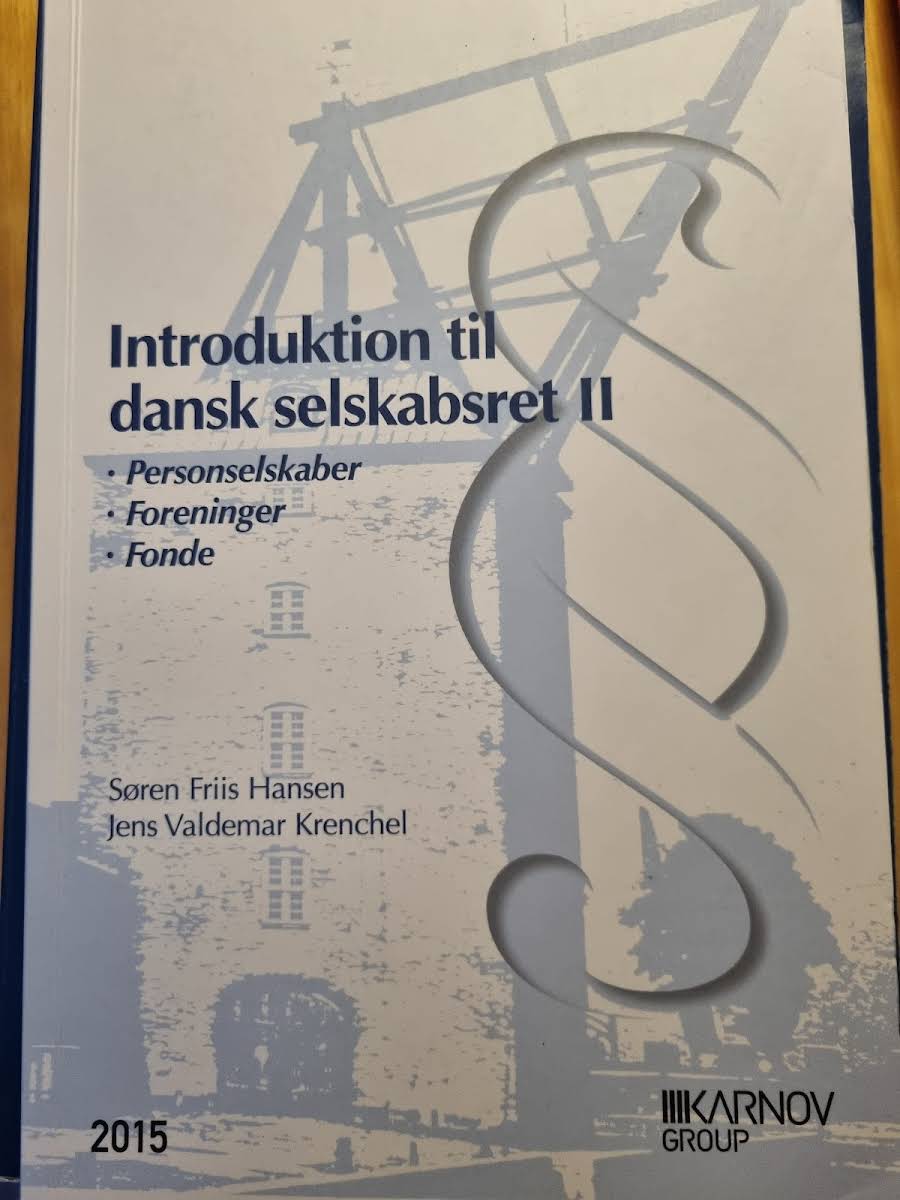 Introduktion til
dansk selskabsret II
· Personselskaber
· Foreninger
· Fonde
Søren Friis Hansen
Jens Valdemar Krenchel
2015
KARNOV
GROUP